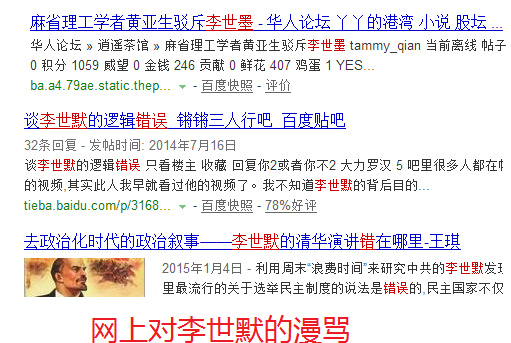 麻省理工学者黄亚生驳斥李世墨 - 华人论坛 丫丫的港湾 小说 股坛 ...
华人论坛 » 逍遥茶馆 » 麻省理工学者黄亚生驳斥李世墨 tammy_qian 当前离线 帖子
0 积分 1059 威望 0 金钱 246 贡献 0 鲜花 407 鸡蛋 1 YES...
ba.a4.79ae.static.thep... - 百度快照 - 评价
谈李世默的逻辑错误_锵锵三人行吧_百度贴吧
32条回复 - 发帖时间: 2014年7月16日
谈李世默的逻辑错误 只看楼主 收藏 回复你2或者你不2 大力罗汉 5 吧里很多人都在帖
的视频,其实此人我早就看过他的视频了。我不知道李世默的背后目的...
tieba.baidu.com/p/3168... - 百度快照 - 78%好评
去政治化时代的政治叙事——李世默的清华演讲错在哪里-王琪
2015年1月4日 - 利用周末“浪费时间”来研究中共的李世默发现
里最流行的关于选举民主制度的说法是错误的,民主国家不仅
网上对李世默的漫骂